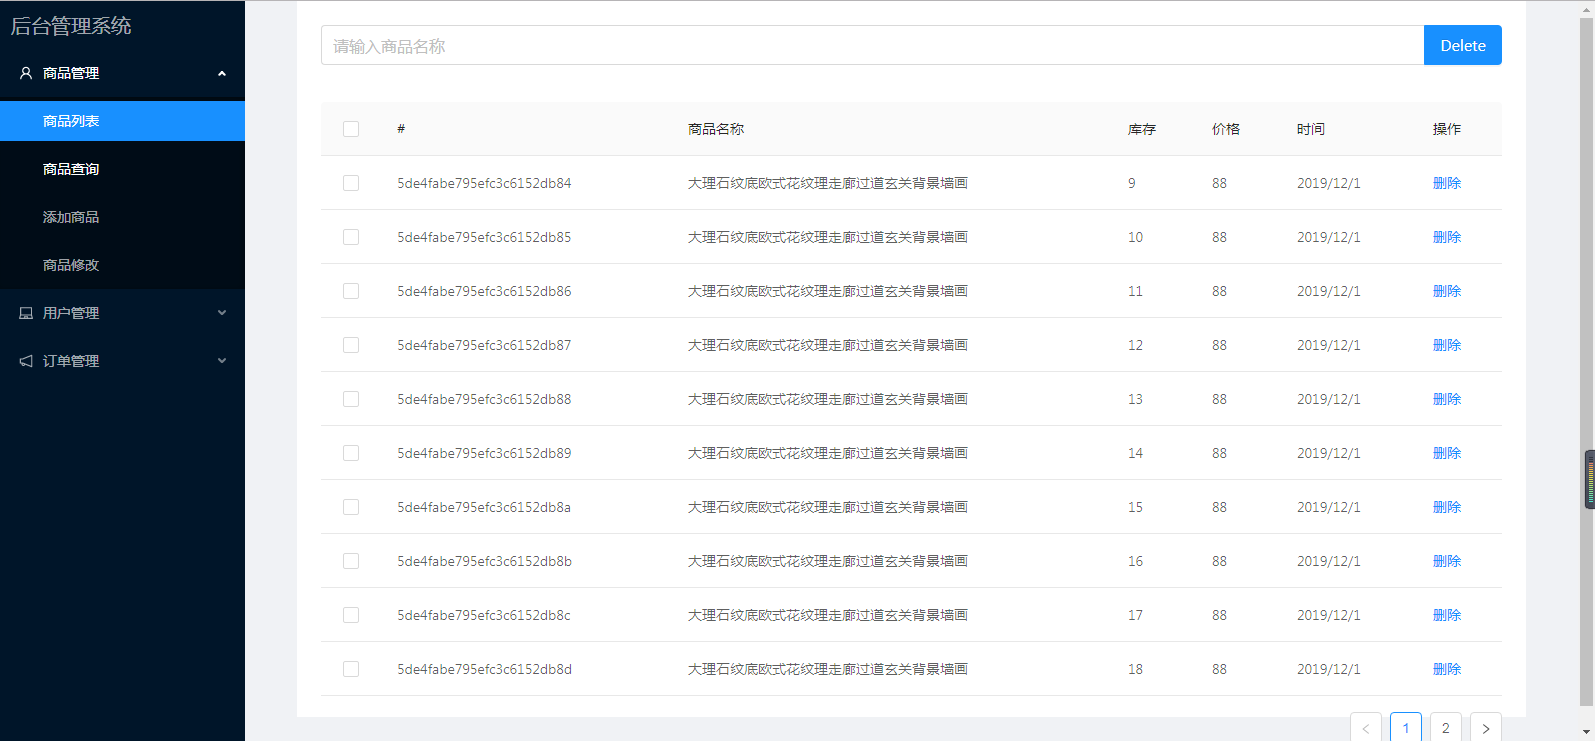 后台管理系统
商品管理
商品列表
商品查询
添加商品
商品修改
用户管理
订单管理
请输入商品名称 Delete
# 商品名称 库存 价格 时间 操作
5de4fabe795efc3c6152db84 大理石纹底欧式花纹理走廊过道玄关背景墙画 9 88 2019/12/1 删除
5de4fabe795efc3c6152db85 大理石纹底欧式花纹理走廊过道玄关背景墙画 10 88 2019/12/1 删除
5de4fabe795efc3c6152db86 大理石纹底欧式花纹理走廊过道玄关背景墙画 11 88 2019/12/1 删除
5de4fabe795efc3c6152db87 大理石纹底欧式花纹理走廊过道玄关背景墙画 12 88 2019/12/1 删除
5de4fabe795efc3c6152db88 大理石纹底欧式花纹理走廊过道玄关背景墙画 13 88 2019/12/1 删除
5de4fabe795efc3c6152db89 大理石纹底欧式花纹理走廊过道玄关背景墙画 14 88 2019/12/1 删除
5de4fabe795efc3c6152db8a 大理石纹底欧式花纹理走廊过道玄关背景墙画 15 88 2019/12/1 删除
5de4fabe795efc3c6152db8b 大理石纹底欧式花纹理走廊过道玄关背景墙画 16 88 2019/12/1 删除
5de4fabe795efc3c6152db8c 大理石纹底欧式花纹理走廊过道玄关背景墙画 17 88 2019/12/1 删除
5de4fabe795efc3c6152db8d 大理石纹底欧式花纹理走廊过道玄关背景墙画 18 88 2019/12/1 删除
< 1 2 >